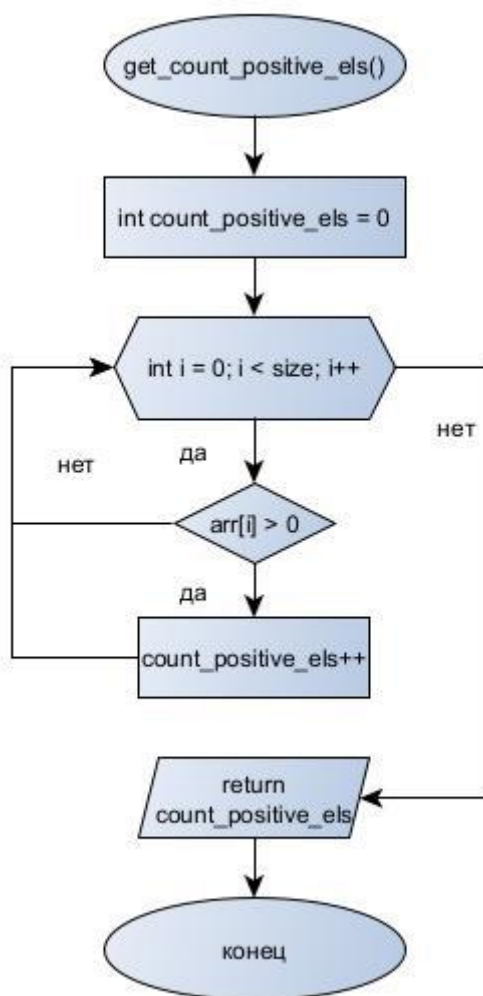 get_count_positive_els()
int count_positive_els = 0
int i = 0; i < size; i++
нет
да
нет
arr[i] > 0
да
count_positive_els++
return
count_positive_els
конец